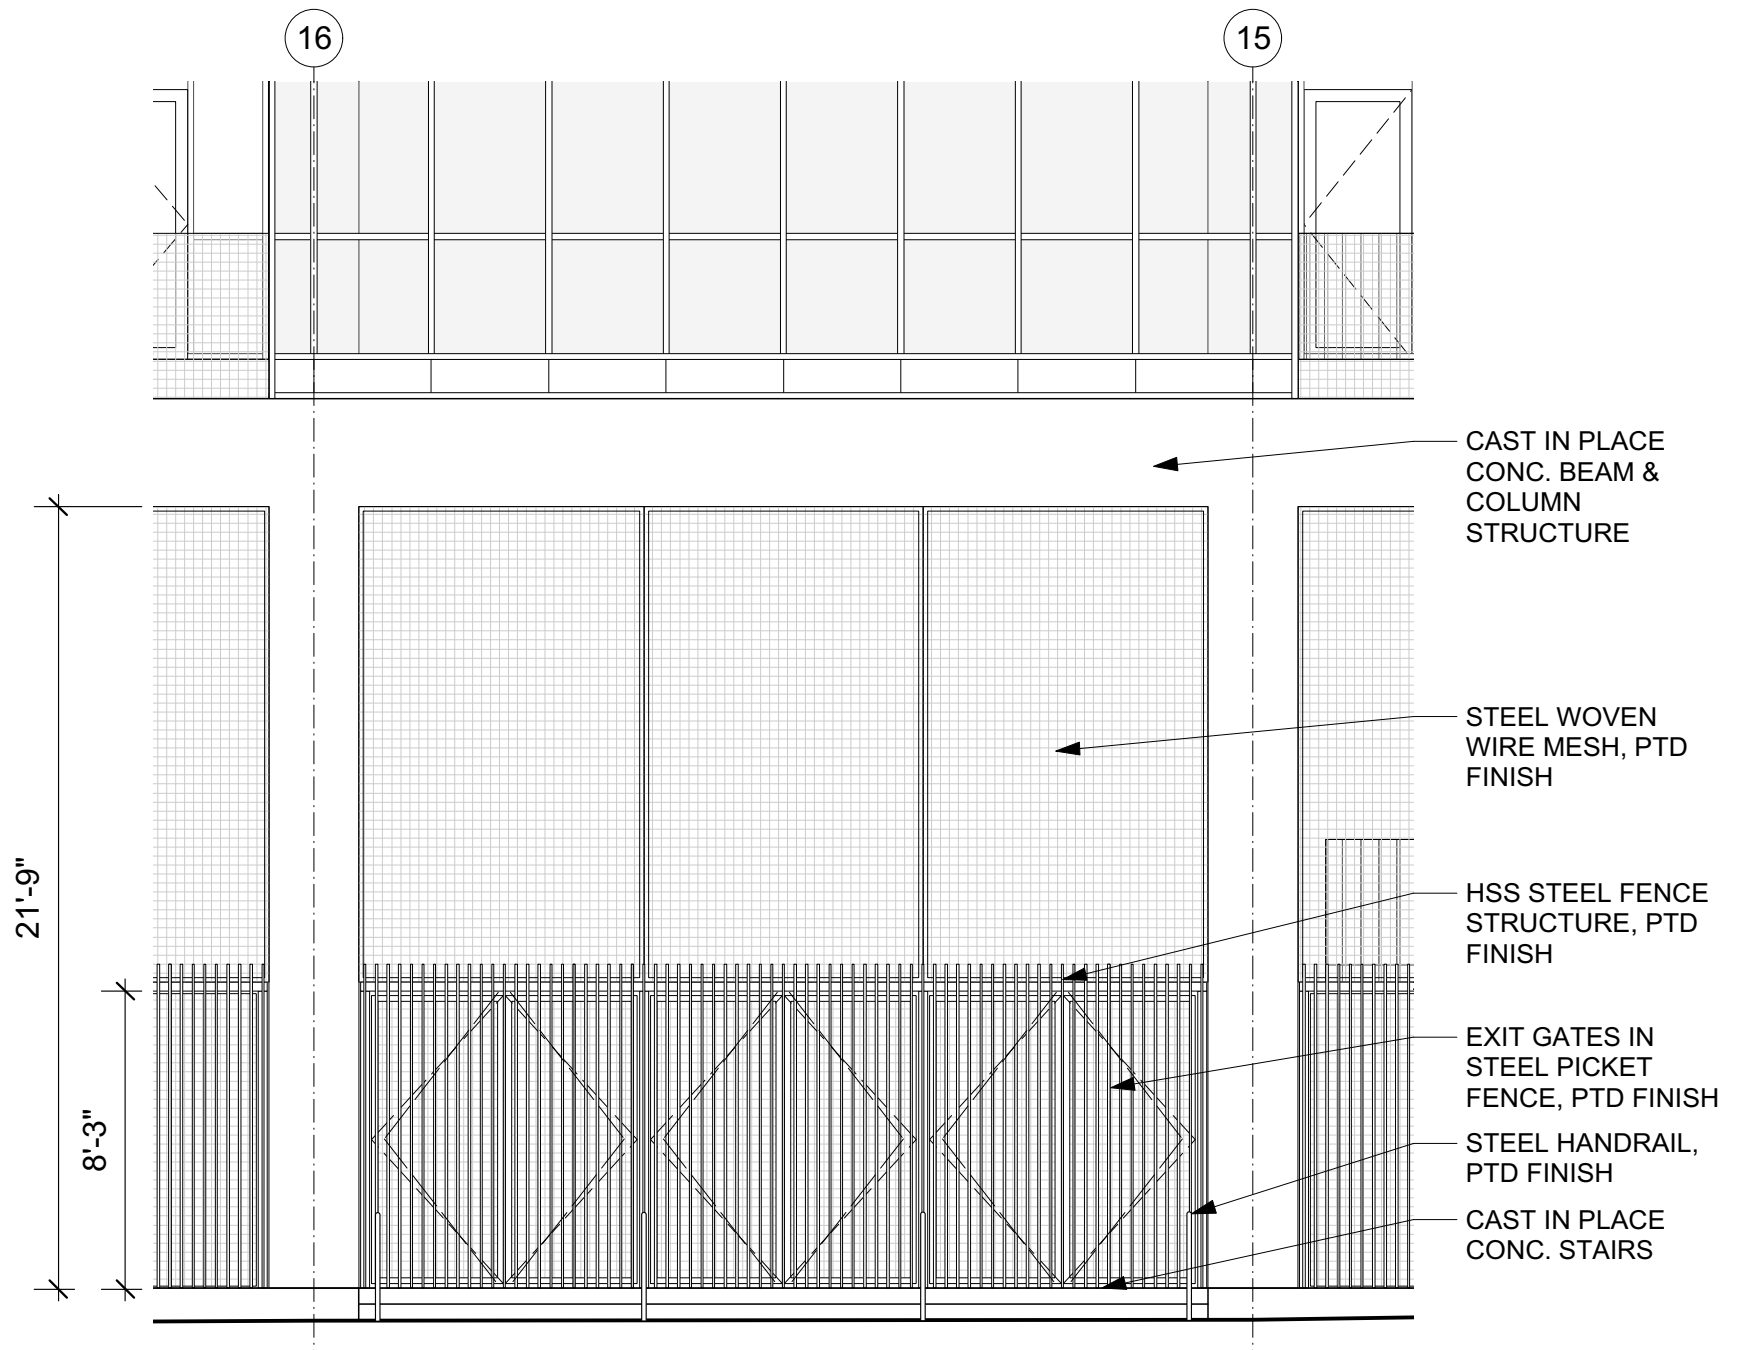 16
15
CAST IN PLACE
CONC. BEAM &
COLUMN
STRUCTURE
STEEL WOVEN
WIRE MESH, PTD
FINISH
21'-9"
HSS STEEL FENCE
STRUCTURE, PTD
FINISH
8'-3"
EXIT GATES IN
STEEL PICKET
FENCE, PTD FINISH
STEEL HANDRAIL,
PTD FINISH
CAST IN PLACE
CONC. STAIRS